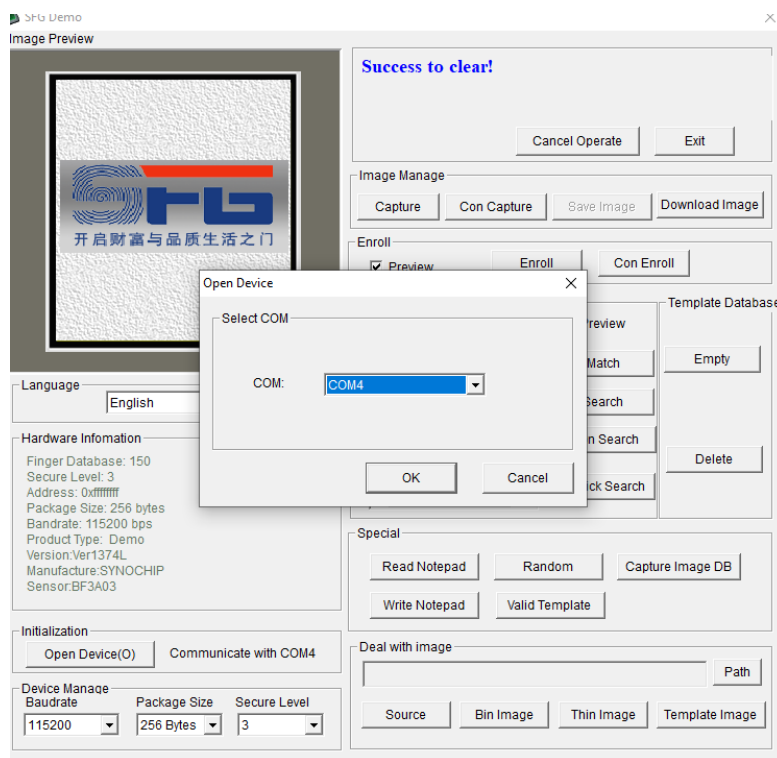 SFG Demo
Image Preview
SFG
开启财富与品质生活之门
Success to clear!
Cancel Operate
Exit
Image Manage
Capture
Con Capture
Save Image
Download Image
Enroll
Preview
Enroll
Con Enroll
Open Device
Select COM
COM:
COM4
OK
Cancel
review
Match
Search
n Search
ick Search
Template Database
Empty
Delete
Language
English
Hardware Infomation
Finger Database: 150
Secure Level: 3
Address: 0xffffffff
Package Size: 256 bytes
Bandrate: 115200 bps
Product Type: Demo
Version:Ver1374L
Manufacture:SYNOCHIP
Sensor:BF3A03
Special
Read Notepad
Random
Capture Image DB
Write Notepad
Valid Template
Initialization
Open Device(O)
Communicate with COM4
Device Manage
Baudrate
Package Size
Secure Level
115200
256 Bytes
3
Deal with image
Path
Source
Bin Image
Thin Image
Template Image